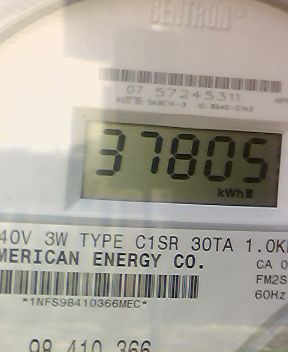 CENTRON®
07 57245311
37805
kWh
40V 3W TYPE C1SR 30TA 1.0K
MERICAN ENERGY CO.
CA 0
FM2S
60Hz
*1NFS98410366MEC*
98 410 366